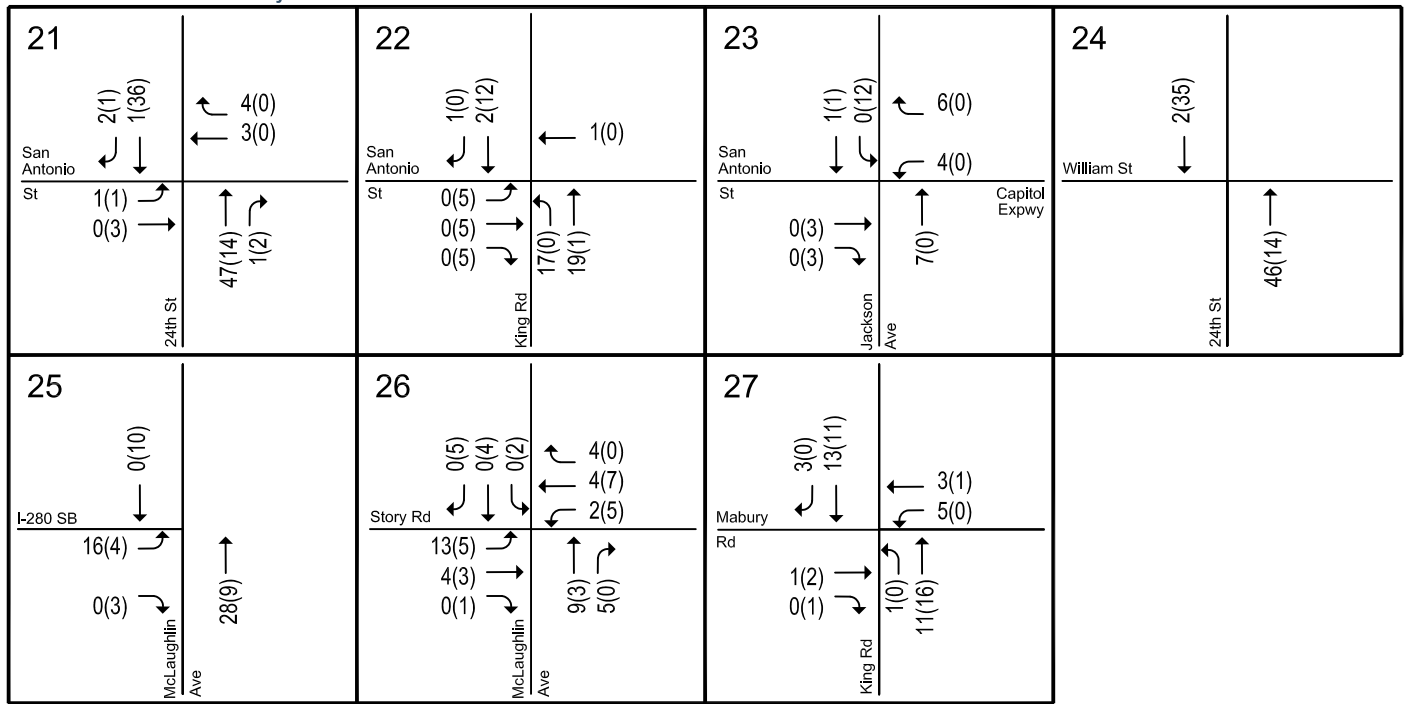 21
2(1)
1(36)
4(0)
3(0)
San
Antonio
St
1(1)
0(3)
47(14)
1(2)
24th St
22
1(0)
2(12)
1(0)
San
Antonio
St
0(5)
0(5)
0(5)
17(0)
19(1)
King Rd
23
1(1)
0(12)
6(0)
4(0)
San
Antonio
St
Capitol
Expwy
0(3)
0(3)
7(0)
Jackson
Ave
24
2(35)
William St
46(14)
24th St
25
0(10)
I-280 SB
16(4)
0(3)
28(9)
McLaughlin
Ave
26
0(5)
0(4)
0(2)
4(0)
4(7)
2(5)
Story Rd
13(5)
4(3)
0(1)
9(3)
5(0)
McLaughlin
Ave
27
3(0)
13(11)
3(1)
5(0)
Mabury
Rd
1(2)
0(1)
1(0)
11(16)
King Rd